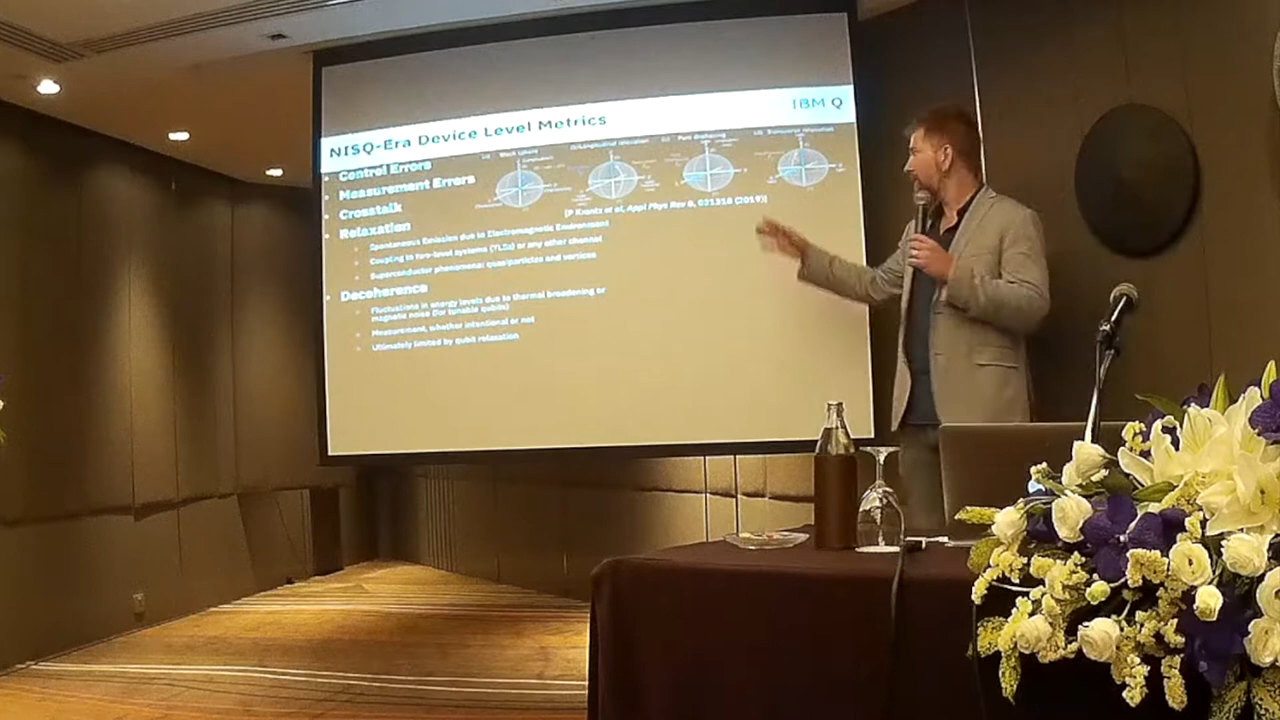 IBM Q
NISQ-Era Device Level Metrics
Control Errors
Measurement Errors
Crosstalk
[P Krantz et al, Appl Phys Rev 6, 021318 (2019)]
Relaxation
Spontaneous Emission due to Electromagnetic Environment
Coupling to two-level systems (TLSs) or any other channel
Superconductor phenomena: quasiparticles and vortices
Decoherence
Fluctuations in energy levels due to thermal broadening or
magnetic noise (for tunable qubits)
Measurement, whether intentional or not
Ultimately limited by qubit relaxation